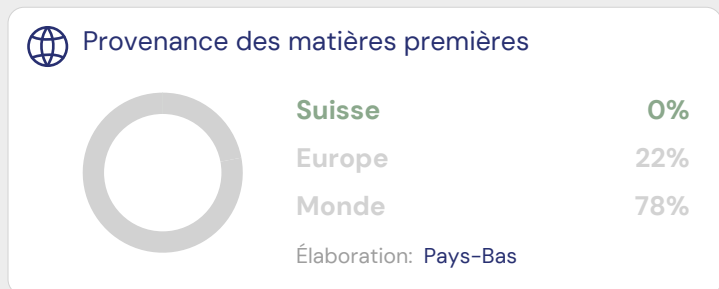 Provenance des matières premières
Suisse 0%
Europe 22%
Monde 78%
Élaboration: Pays-Bas